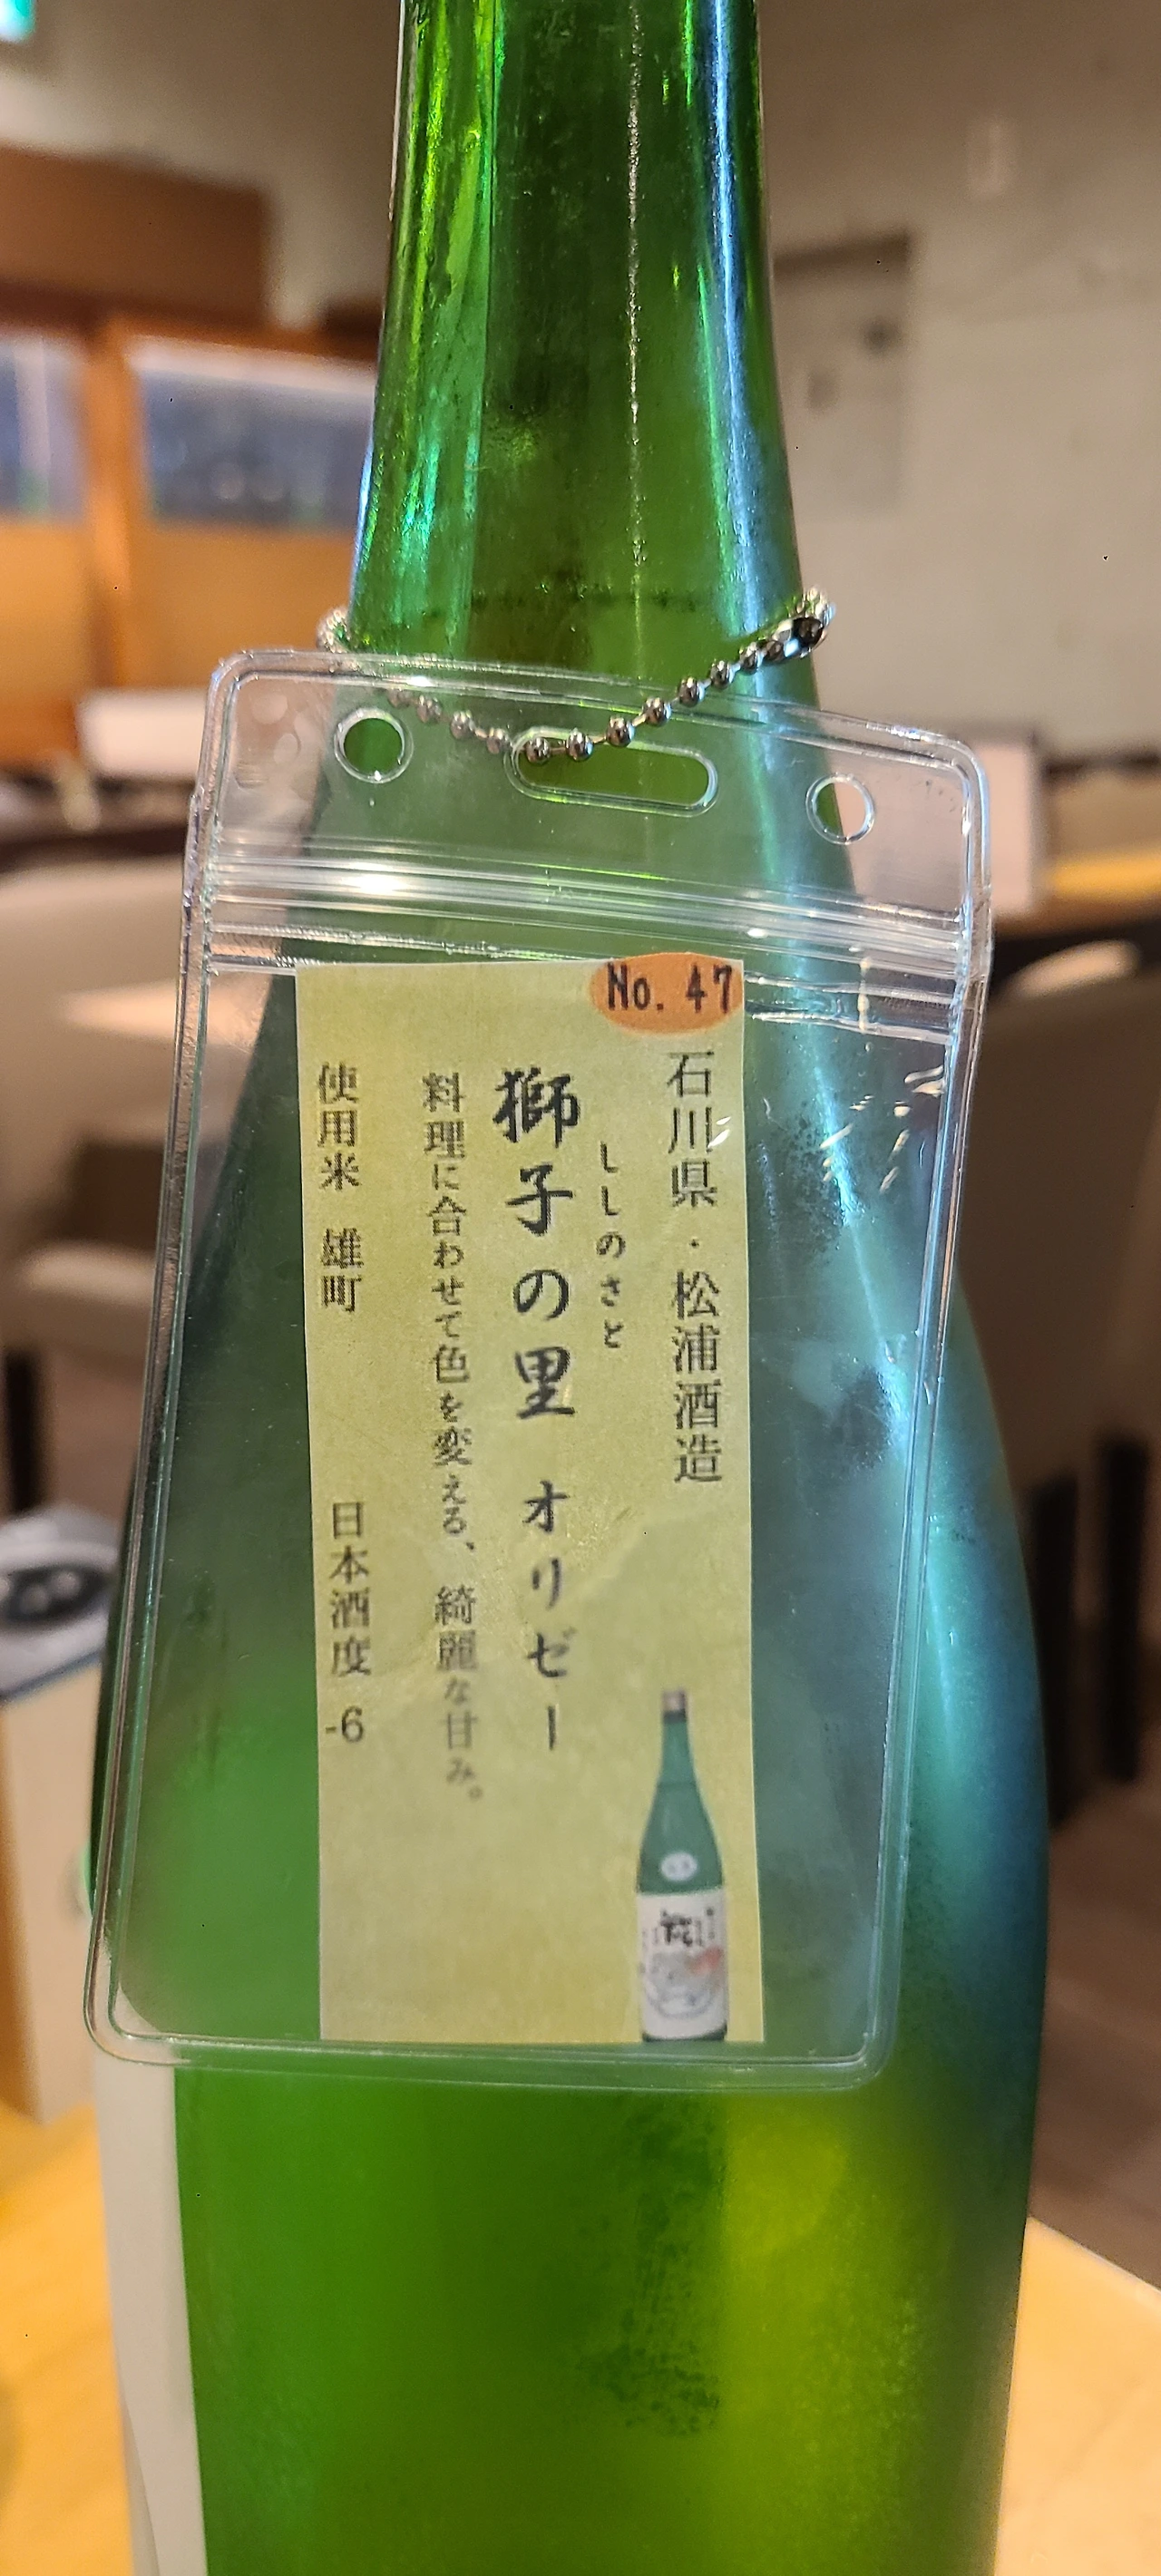 No. 47
石川県・松浦酒造
ししのさと
獅子の里 オリゼー
料理に合わせて色を変える、綺麗な甘み。
使用米 雄町 日本酒度 -6